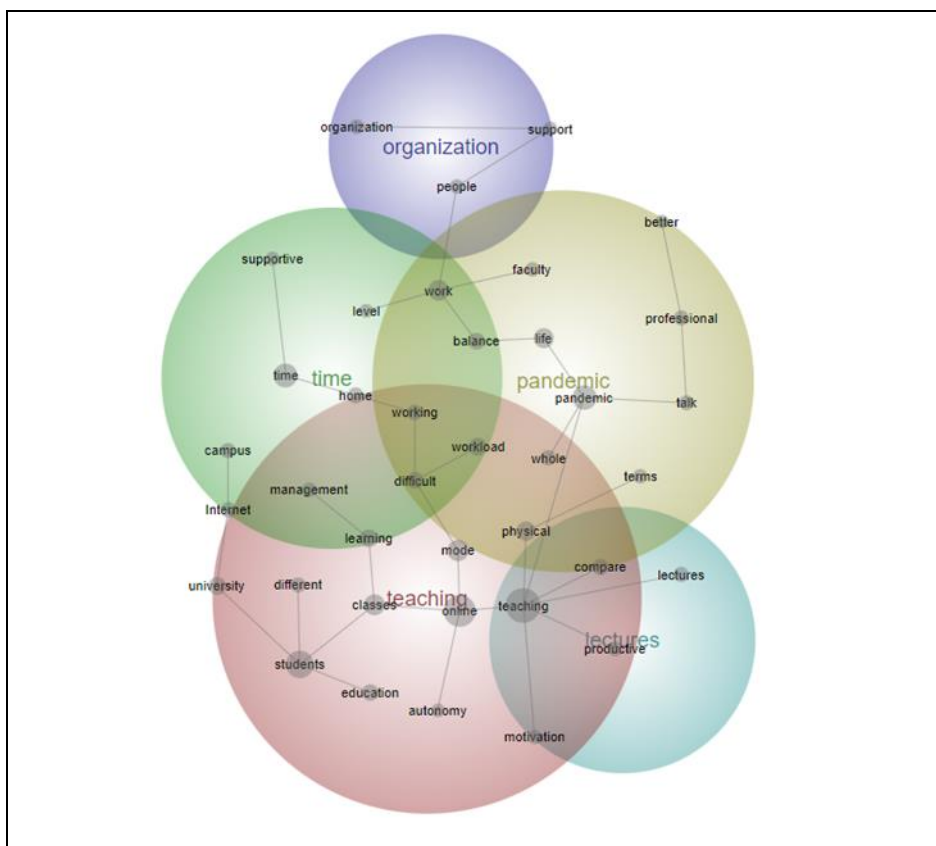 organization
support
organization
people
better
supportive
faculty
work
level
professional
balance
life
time
time
pandemic
home
pandemic
talk
working
campus
workload
whole
management
difficult
terms
Internet
physical
learning
mode
university
different
compare
lectures
classes
teaching
online
teaching
lectures
productive
students
education
autonomy
motivation